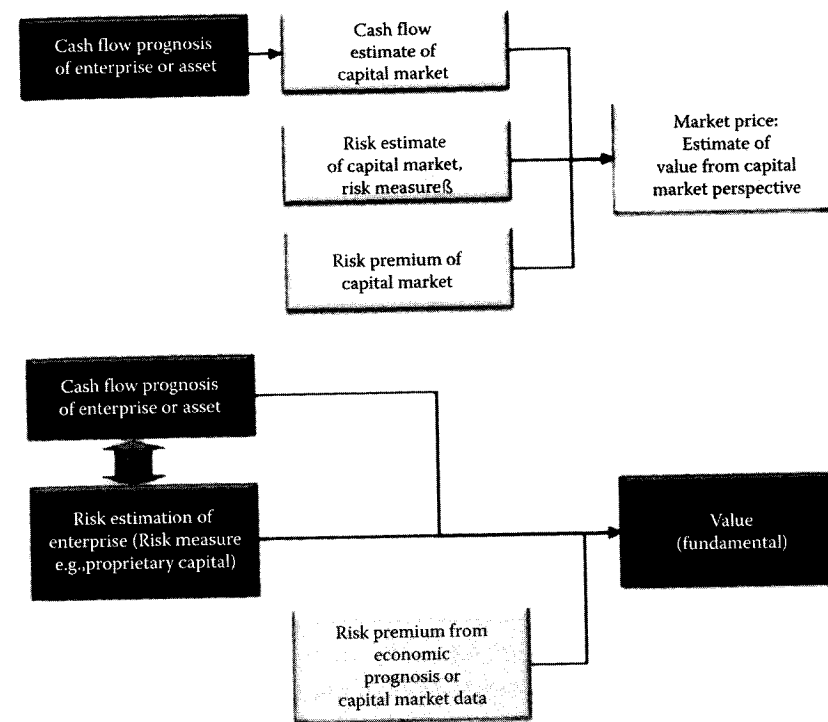 Cash flow prognosis
of enterprise or asset
Cash flow
estimate of
capital market
Risk estimate
of capital market,
risk measureß
Risk premium of
capital market
Market price:
Estimate of
value from capital
market perspective
Cash flow prognosis
of enterprise or asset
Risk estimation of
enterprise (Risk measure
e.g.,proprietary capital)
Value
(fundamental)
Risk premium from
economic
prognosis or
capital market data